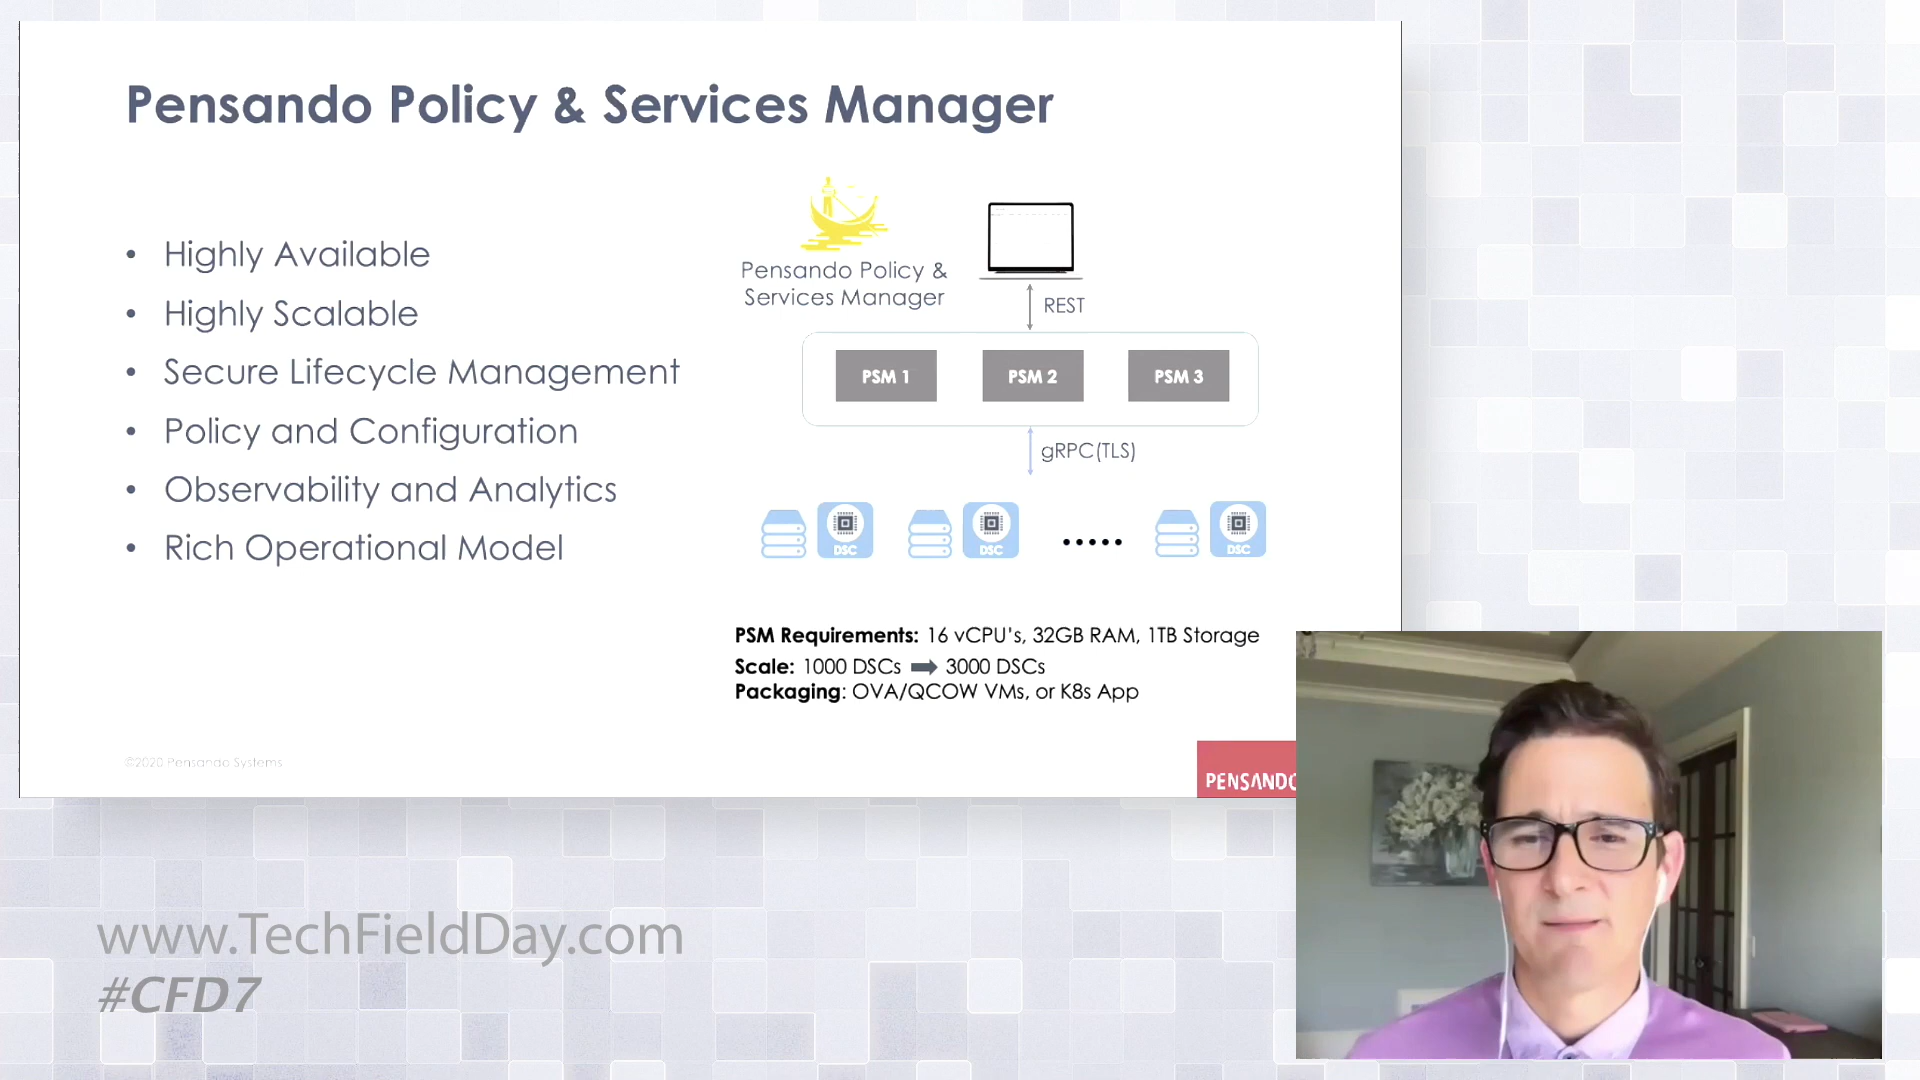 Pensando Policy & Services Manager
• Highly Available
• Highly Scalable
• Secure Lifecycle Management
• Policy and Configuration
• Observability and Analytics
• Rich Operational Model
Pensando Policy &
Services Manager
REST
PSM 1
PSM 2
PSM 3
gRPC(TLS)
DSC
DSC
.....
DSC
PSM Requirements: 16 vCPU's, 32GB RAM, 1TB Storage
Scale: 1000 DSCs ➡ 3000 DSCs
Packaging: OVA/QCOW VMs, or K8s App
©2020 Pensando Systems
PENSANDO
www.TechFieldDay.com
#CFD7